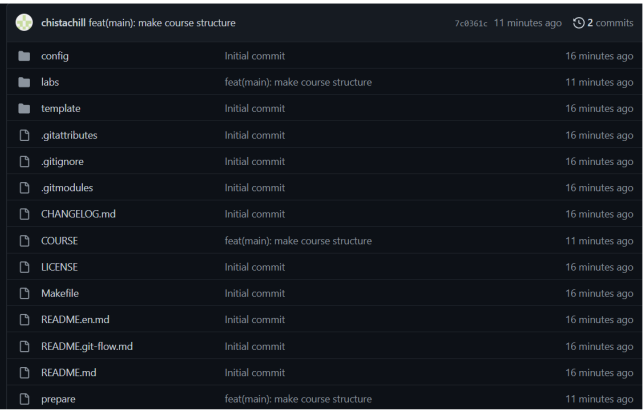 chistachill feat(main): make course structure 7c0361c 11 minutes ago 2 commits
config Initial commit 16 minutes ago
labs feat(main): make course structure 11 minutes ago
template Initial commit 16 minutes ago
.gitattributes Initial commit 16 minutes ago
.gitignore Initial commit 16 minutes ago
.gitmodules Initial commit 16 minutes ago
CHANGELOG.md Initial commit 16 minutes ago
COURSE feat(main): make course structure 11 minutes ago
LICENSE Initial commit 16 minutes ago
Makefile Initial commit 16 minutes ago
README.en.md Initial commit 16 minutes ago
README.git-flow.md Initial commit 16 minutes ago
README.md Initial commit 16 minutes ago
prepare feat(main): make course structure 11 minutes ago